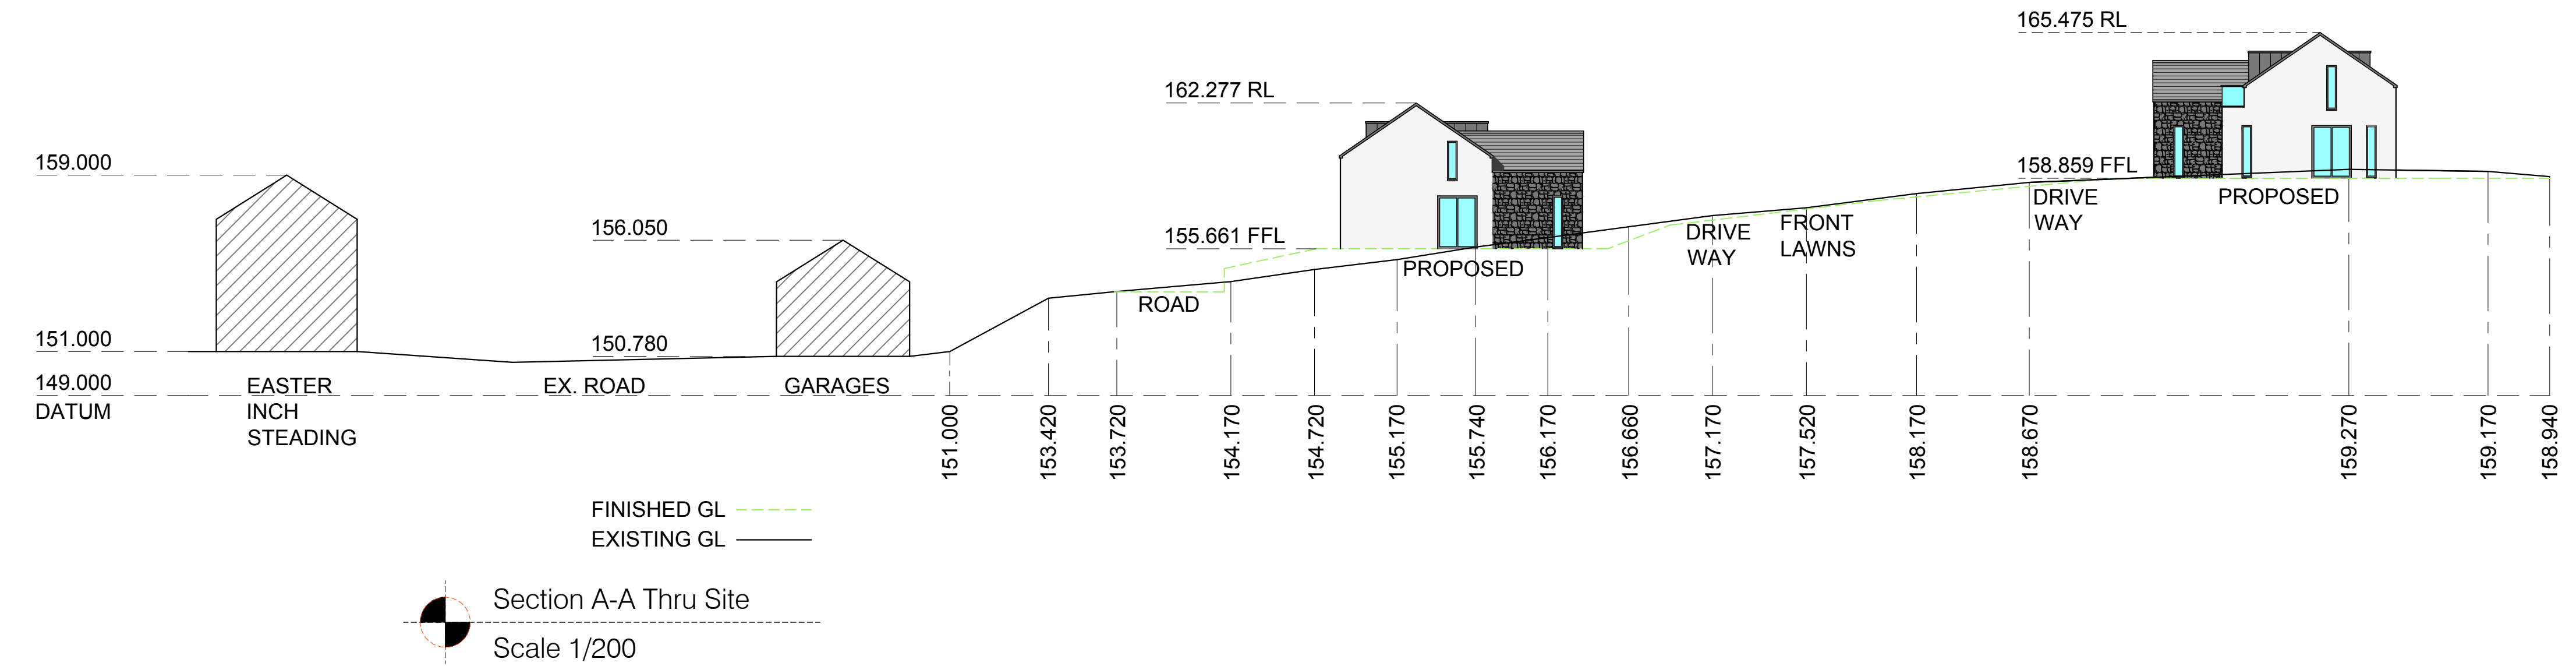 165.475 RL
162.277 RL
159.000
158.859 FFL
PROPOSED
DRIVE
WAY
156.050
155.661 FFL
FRONT
LAWNS
DRIVE
WAY
PROPOSED
ROAD
151.000
150.780
149.000
DATUM
EASTER
INCH
STEADING
EX. ROAD
GARAGES
151.000
153.420
153.720
154.170
154.720
155.170
155.740
156.170
156.660
157.170
157.520
158.170
158.670
159.270
159.170
158.940
FINISHED GL
EXISTING GL
Section A-A Thru Site
Scale 1/200